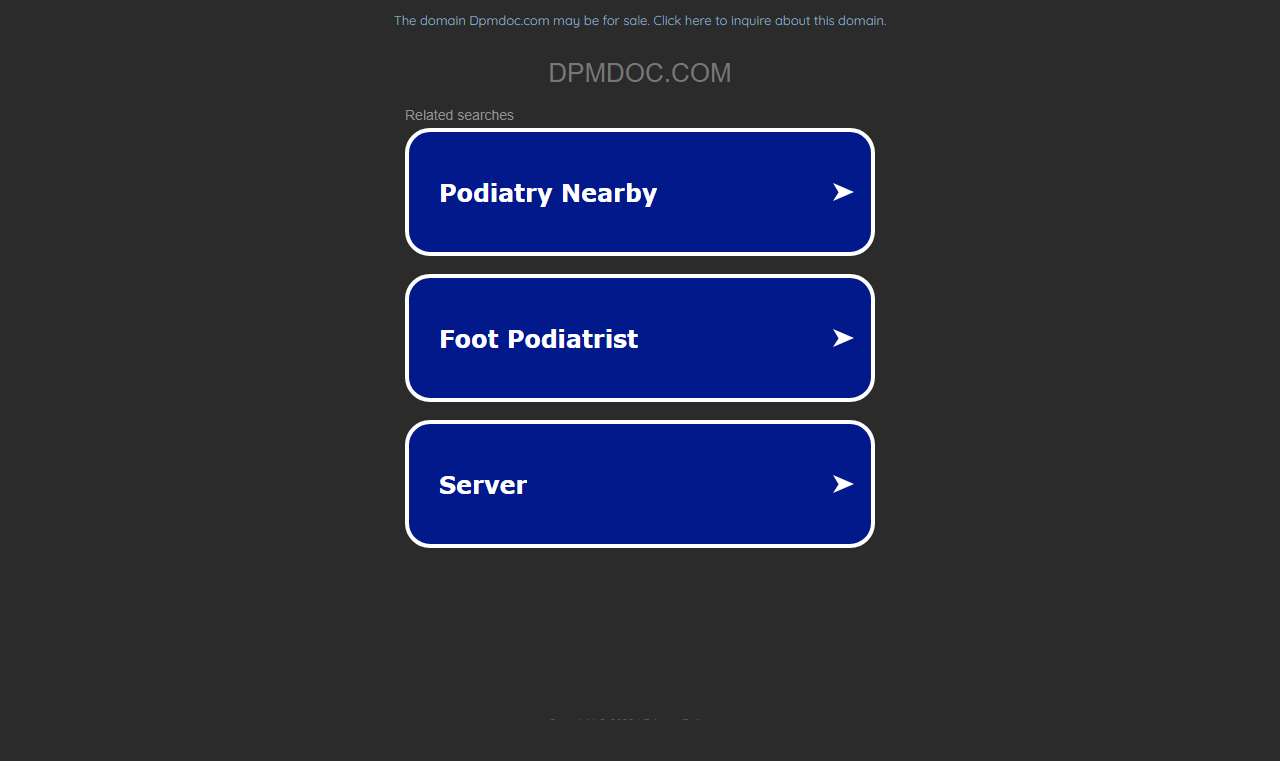 The domain Dpmdoc.com may be for sale. Click here to inquire about this domain.
DPMDOC.COM
Related searches
Podiatry Nearby
Foot Podiatrist
Server